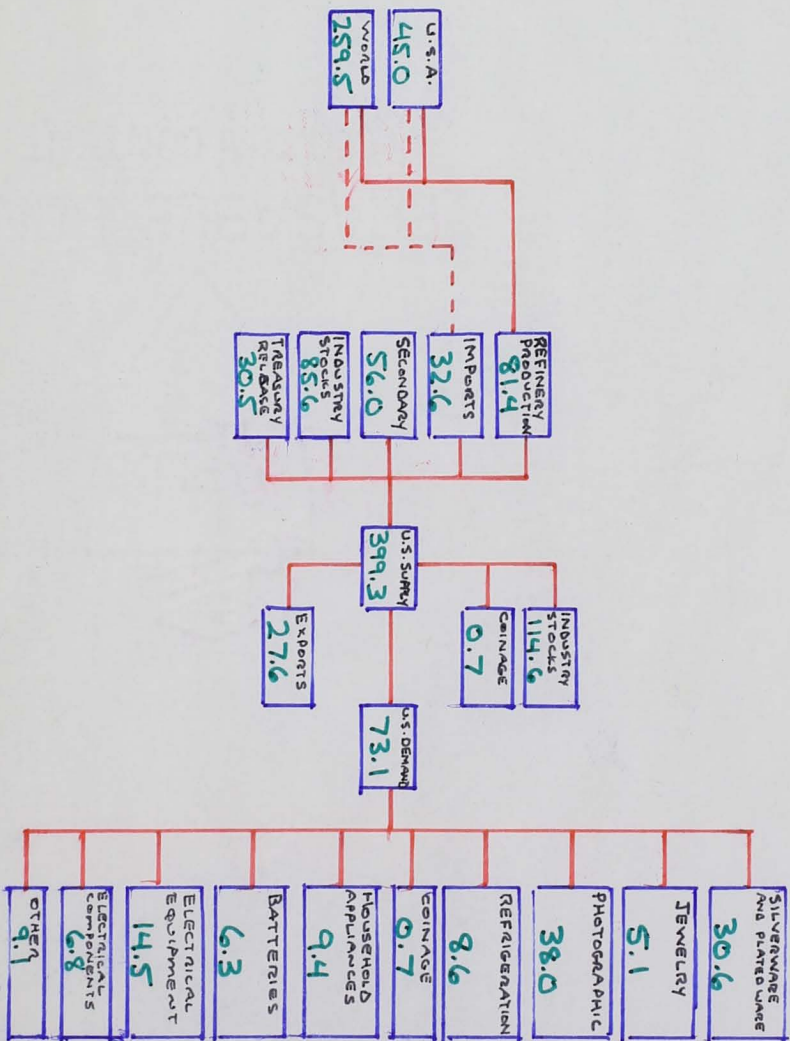 U.S.A.
45.0
WORLD
259.5
REFINERY
PRODUCTION
81.4
IMPORTS
32.6
SECONDARY
56.0
INDUSTRY
STOCKS
85.6
TREASURY
RELEASE
30.5
U.S. SUPPLY
399.3
INDUSTRY
STOCKS
114.6
COINAGE
0.7
EXPORTS
27.6
U.S. DEMAND
73.1
SILVERWARE
AND PLATED WARE
30.6
JEWELRY
5.1
PHOTOGRAPHIC
38.0
REFRIGERATION
8.6
COINAGE
0.7
HOUSEHOLD
APPLIANCES
9.4
BATTERIES
6.3
ELECTRICAL
EQUIPMENT
14.5
ELECTRICAL
COMPONENTS
6.8
OTHER
9.1